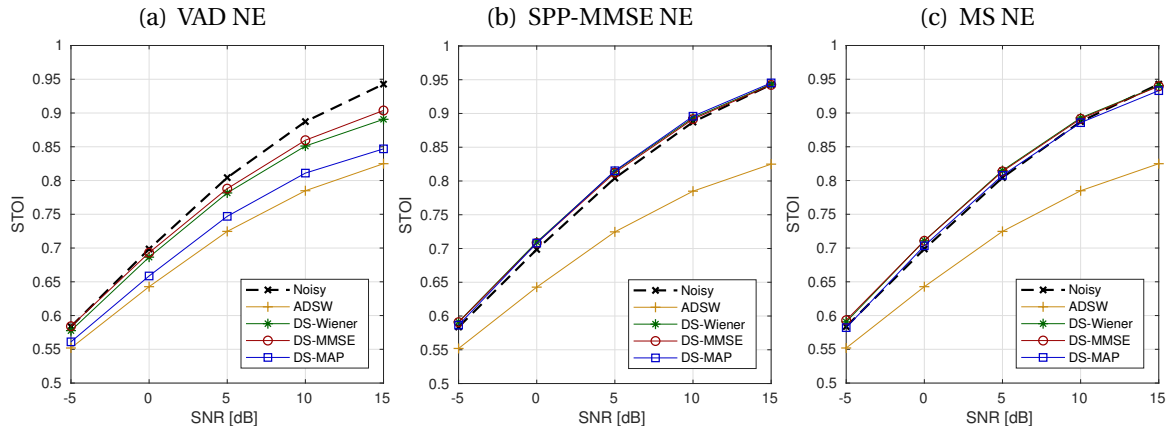 (a) VAD NE
(b) SPP-MMSE NE
(c) MS NE
STOI
1
0.95
0.9
0.85
0.8
0.75
0.7
0.65
0.6
0.55
0.5
-5
0
5
10
15
SNR [dB]
Noisy
ADSW
DS-Wiener
DS-MMSE
DS-MAP
STOI
1
0.95
0.9
0.85
0.8
0.75
0.7
0.65
0.6
0.55
0.5
-5
0
5
10
15
SNR [dB]
Noisy
ADSW
DS-Wiener
DS-MMSE
DS-MAP
STOI
1
0.95
0.9
0.85
0.8
0.75
0.7
0.65
0.6
0.55
0.5
-5
0
5
10
15
SNR [dB]
Noisy
ADSW
DS-Wiener
DS-MMSE
DS-MAP